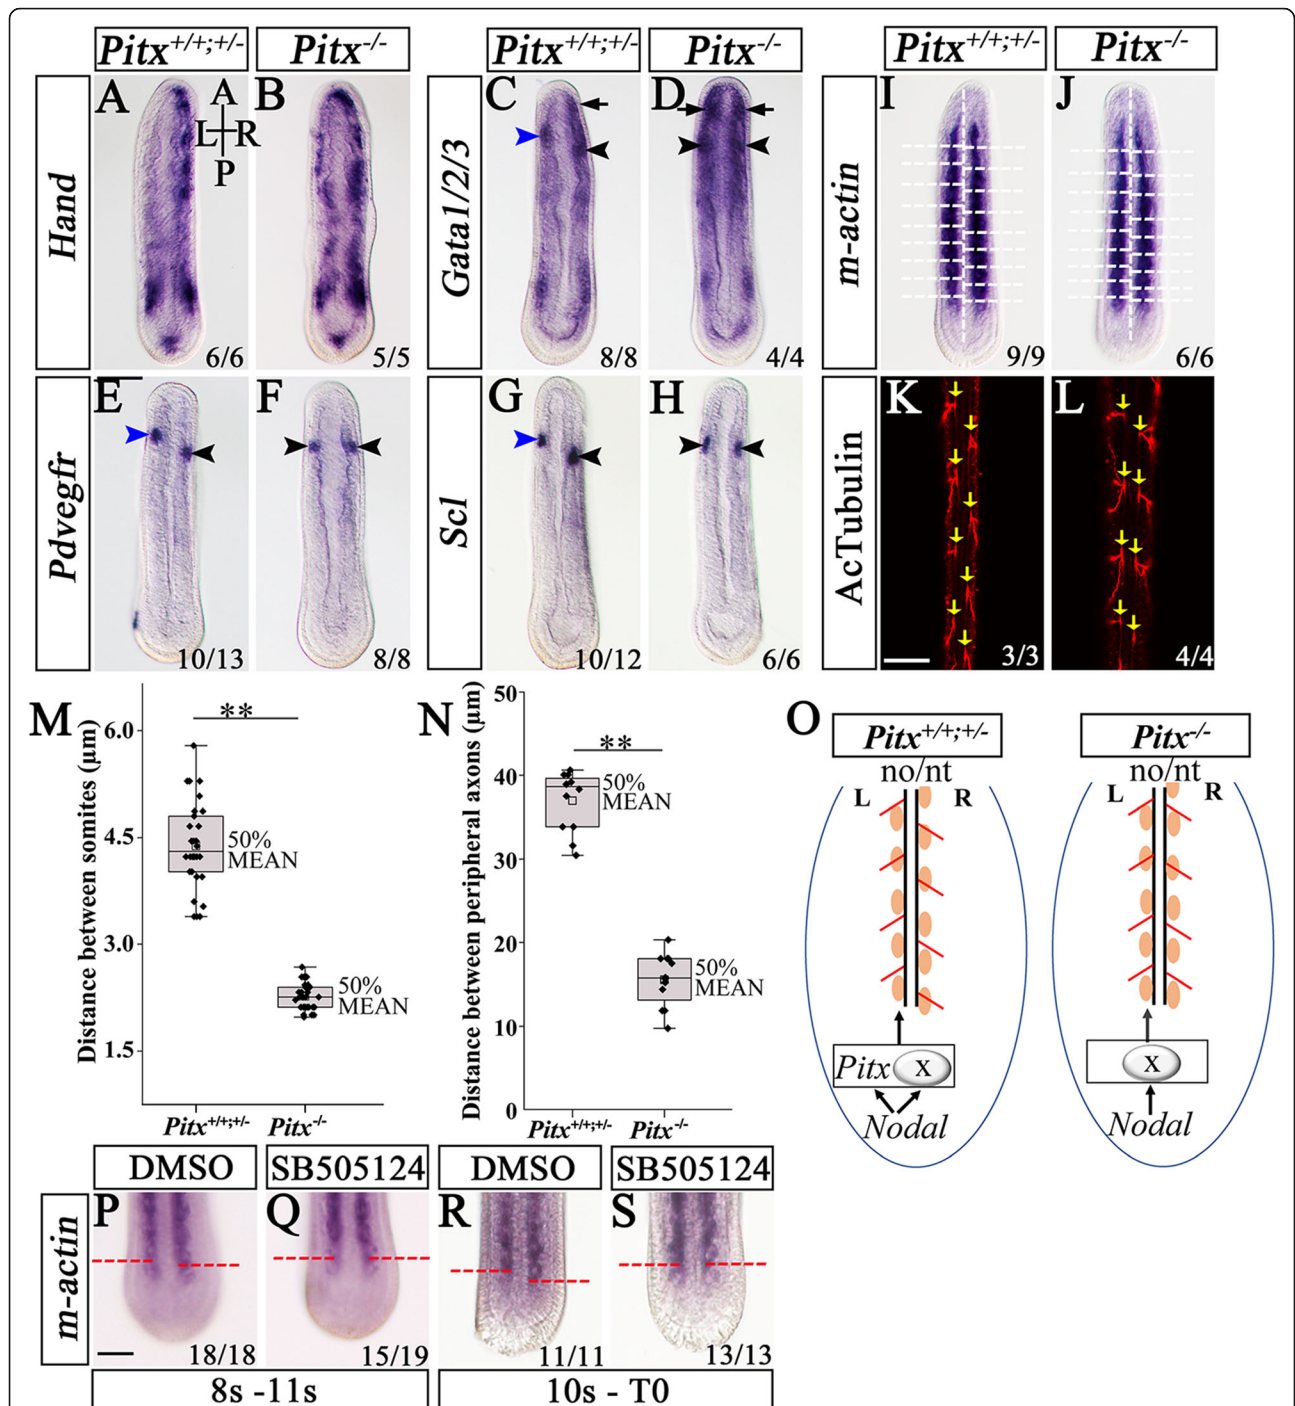 Pitx+/+;+/- Pitx-/- Pitx+/+;+/- Pitx-/- Pitx+/+;+/- Pitx-/-
Hand
A
A
L R
P
6/6
B
5/5
Gata1/2/3
C
8/8
D
4/4
m-actin
I
9/9
J
6/6
Pdvegfr
E
10/13
F
8/8
Scl
G
10/12
H
6/6
AcTubulin
K
3/3
L
4/4
M
Distance between somites (μm)
6.0
4.5
3.0
1.5
**
50%
MEAN
50%
MEAN
Pitx+/+;+/- Pitx-/-
N
Distance between peripheral axons (μm)
50
40
30
20
10
0
**
50%
MEAN
50%
MEAN
Pitx+/+;+/- Pitx-/-
O
Pitx+/+;+/-
no/nt
L R
Pitx X
Nodal
Pitx-/-
no/nt
L R
X
Nodal
DMSO SB505124 DMSO SB505124
m-actin
P
18/18
Q
15/19
R
11/11
S
13/13
8s -11s
10s - T0